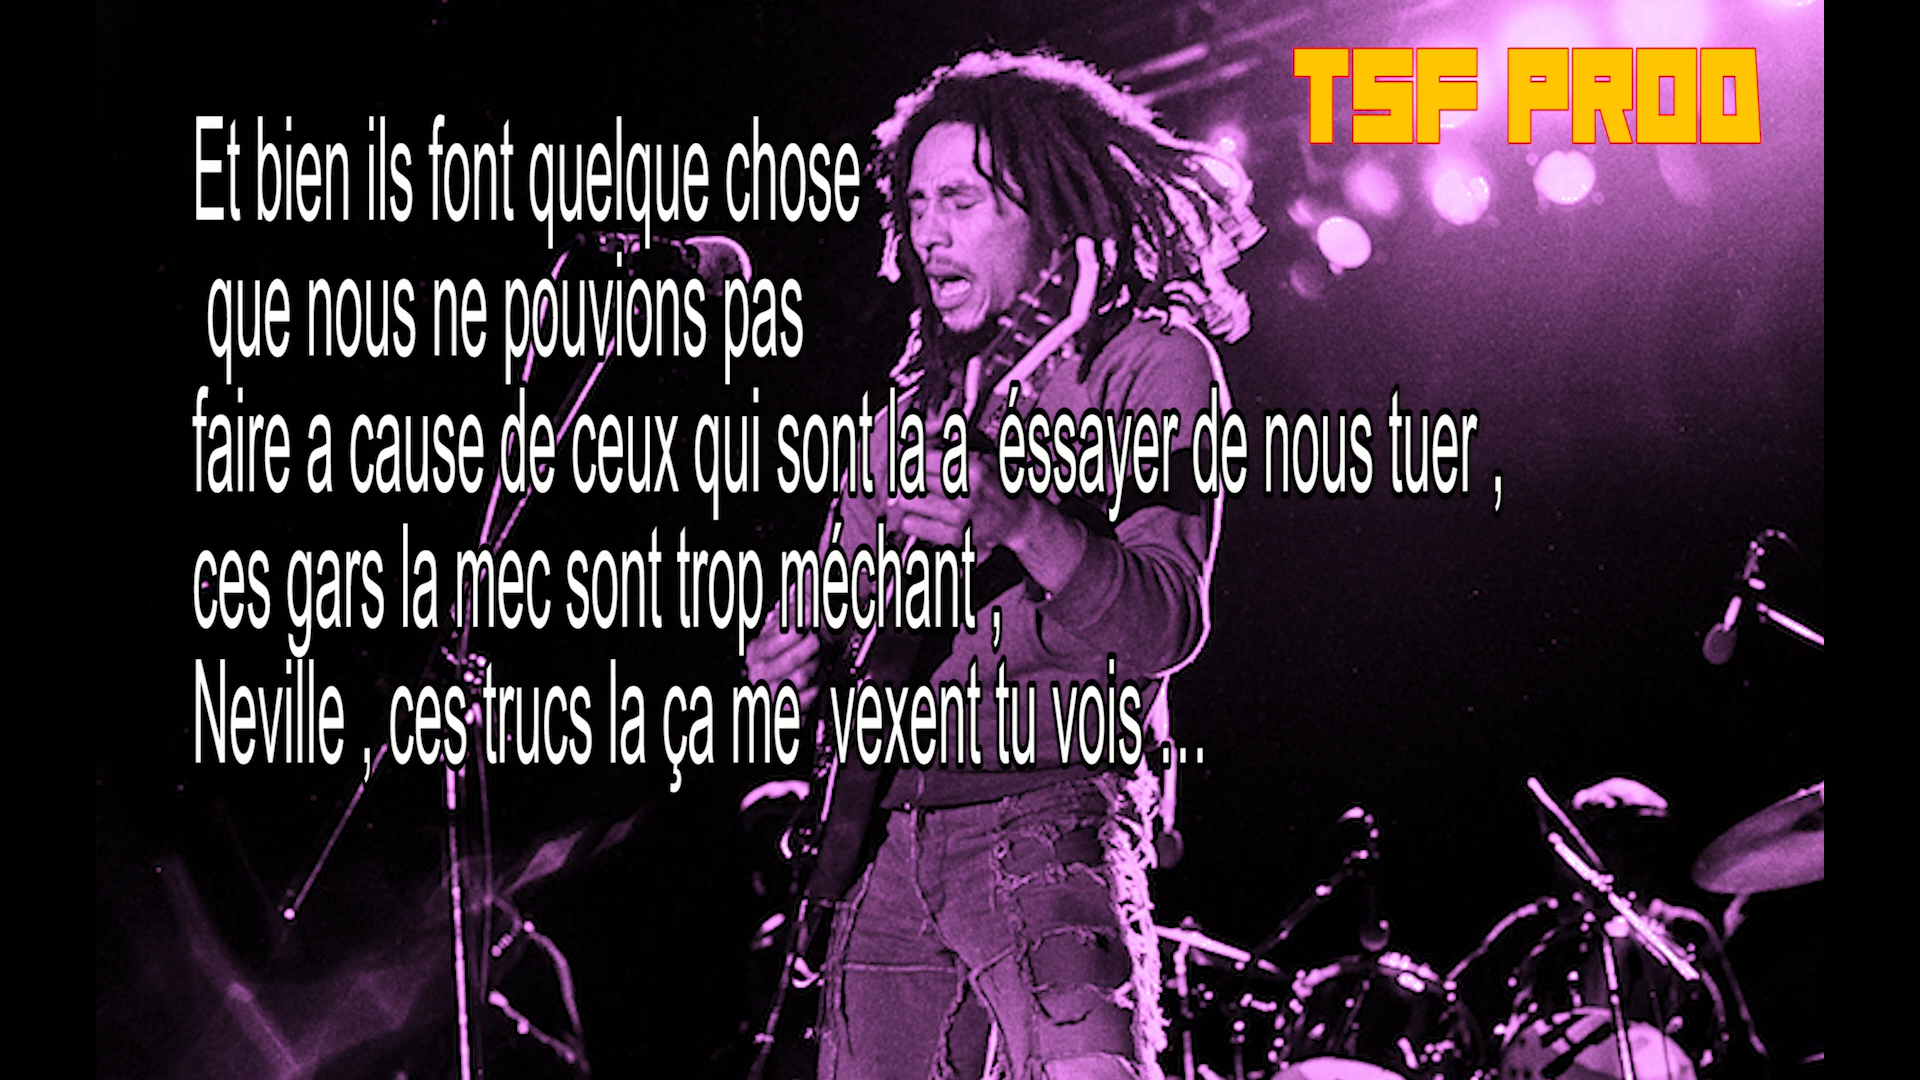 TSF PROD
Et bien ils font quelque chose
que nous ne pouvions pas
faire a cause de ceux qui sont la a éssayer de nous tuer ,
ces gars la mec sont trop méchant ,
Neville , ces trucs la ça me vexent tu vois ...